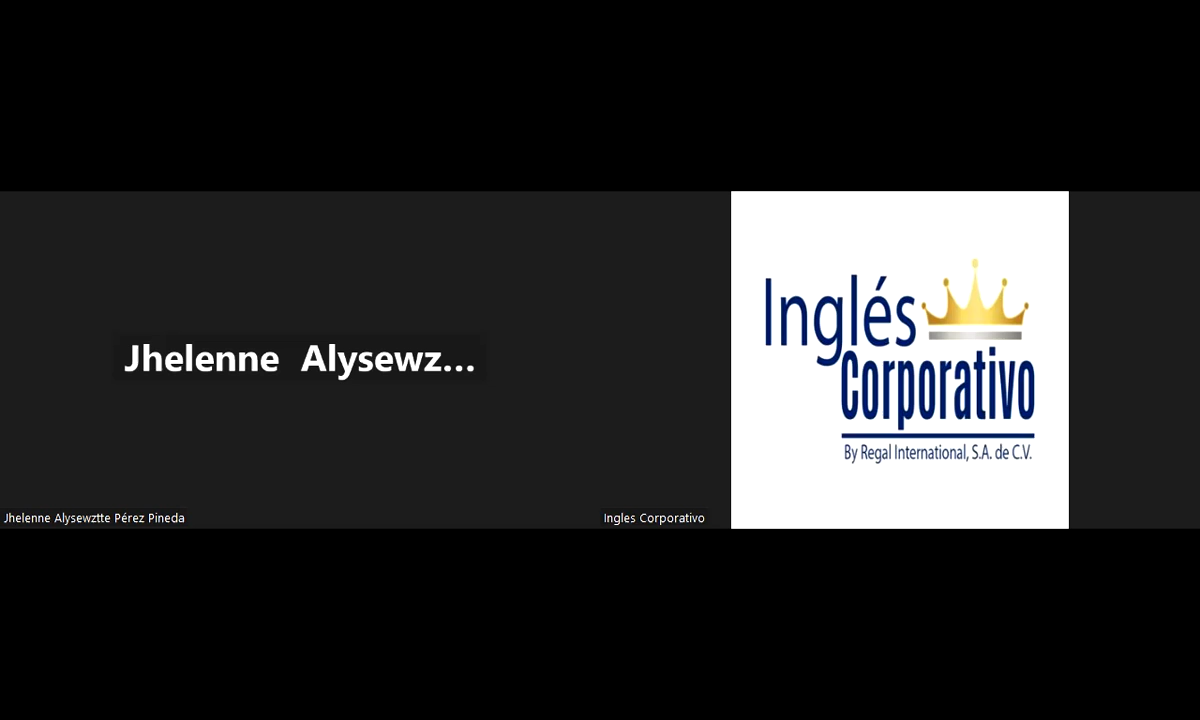 Jhelenne Alysewz...
Jhelenne Alysewztte Pérez Pineda
Ingles Corporativo
Inglés
Corporativo
By Regal International, S.A. de C.V.